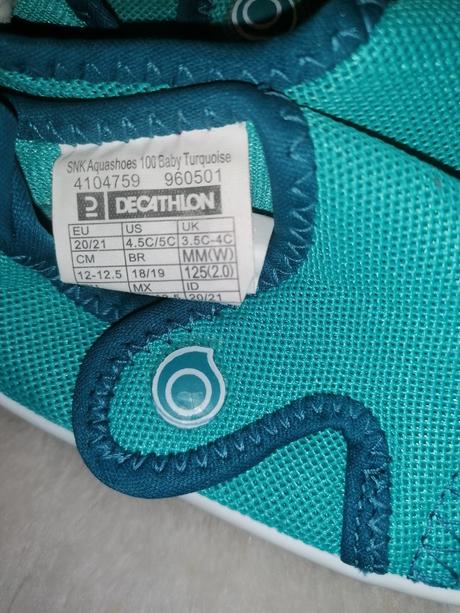 SNK Aquashoes 100 Baby Turquoise
4104759 960501
DECATHLON
EU US UK
20/21 4.5C/5C 3.5C-4C
CM BR MM(W)
12-12.5 18/19 125(2.0)
MX ID
20/21